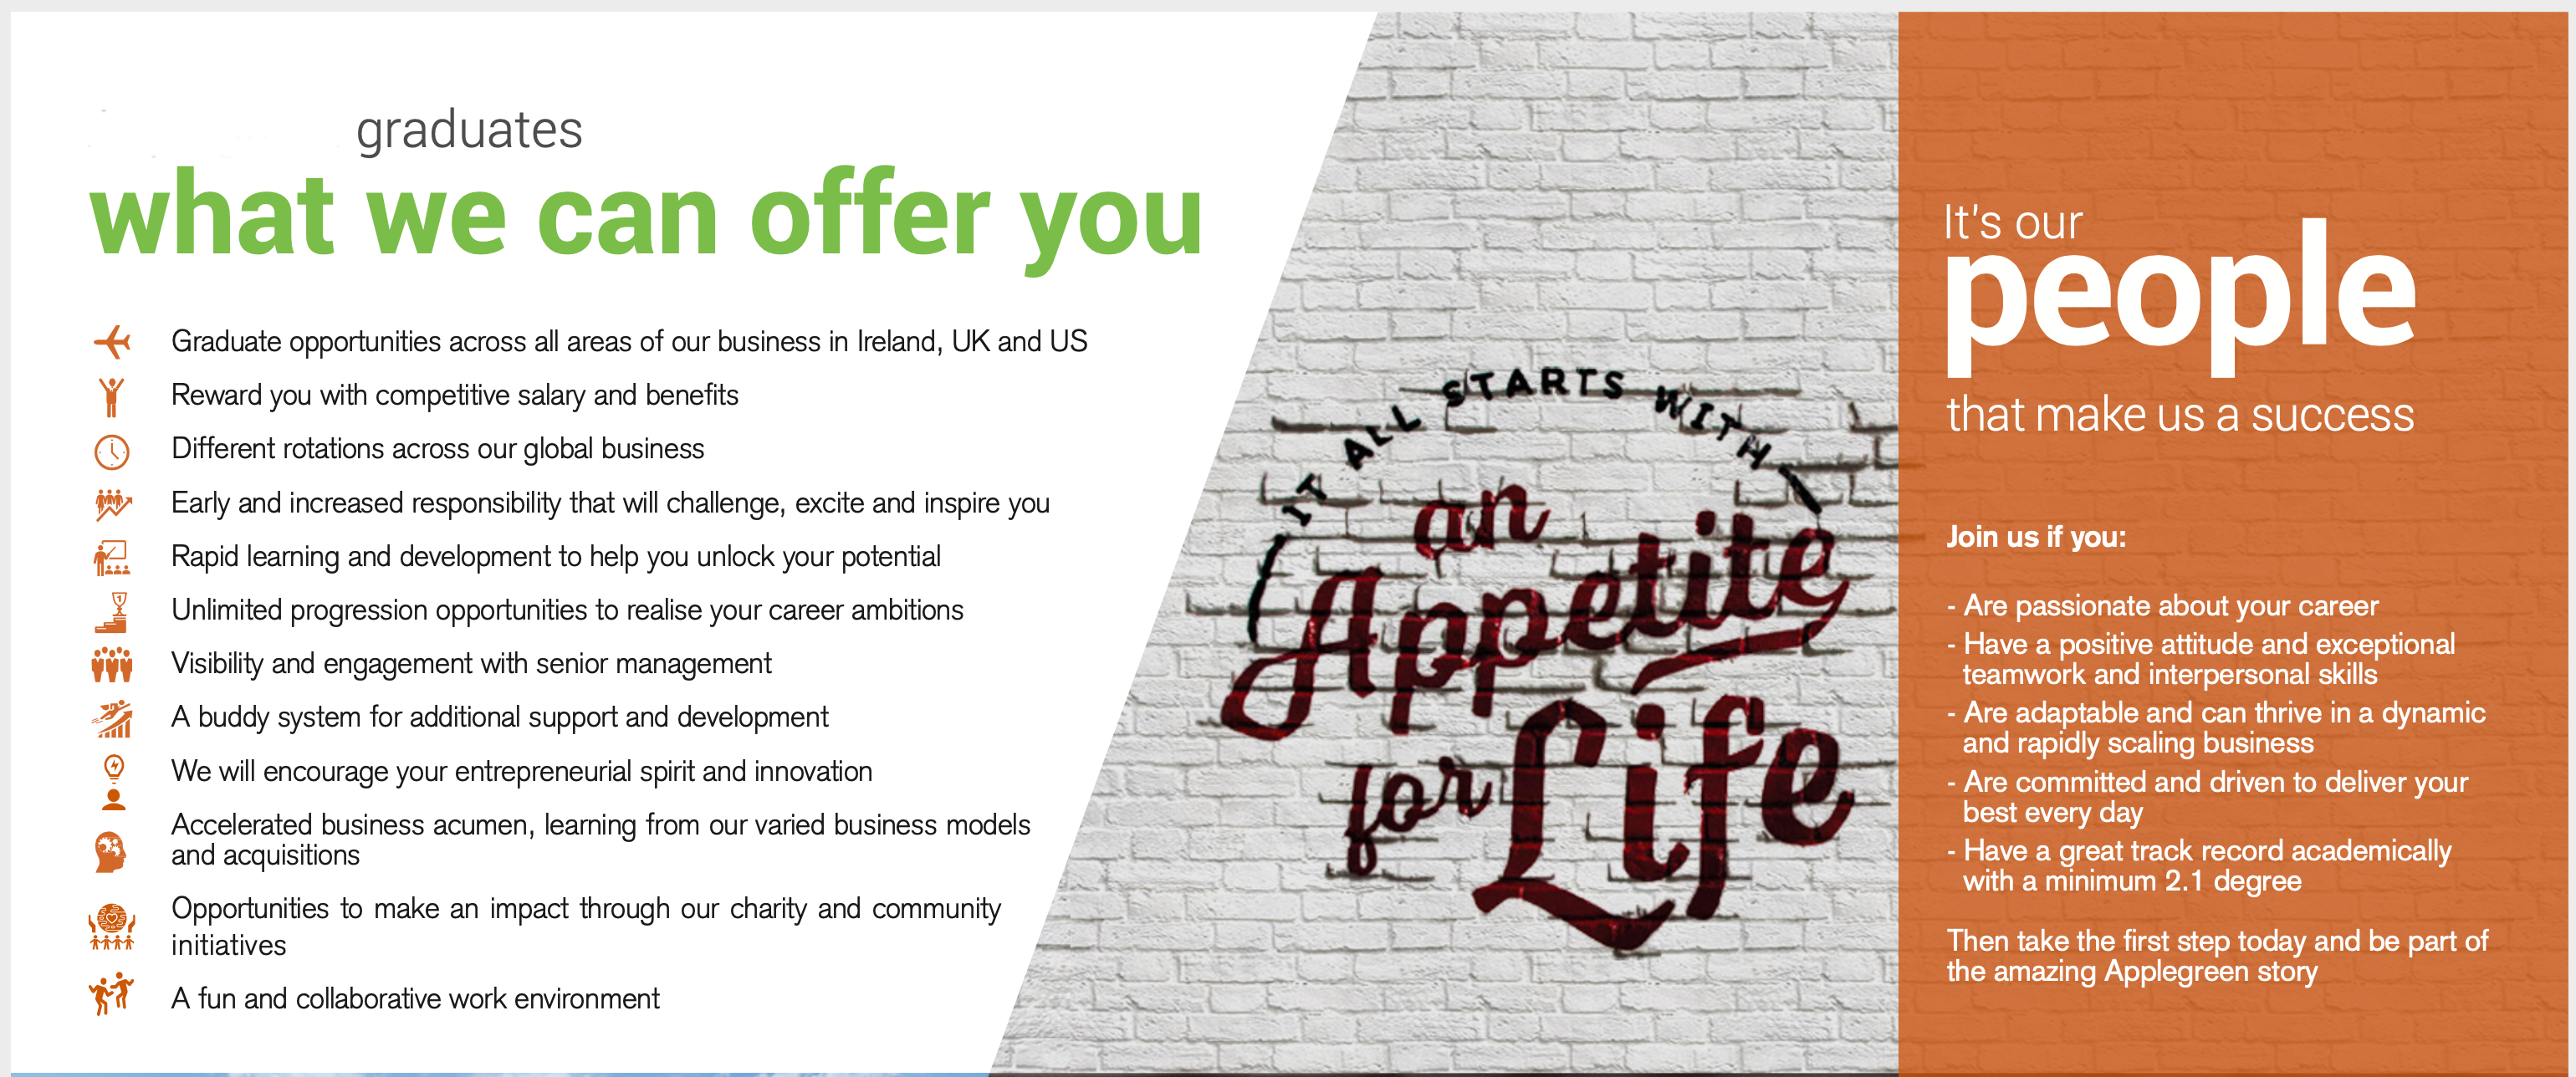 graduates
what we can offer you
Graduate opportunities across all areas of our business in Ireland, UK and US
Reward you with competitive salary and benefits
Different rotations across our global business
Early and increased responsibility that will challenge, excite and inspire you
Rapid learning and development to help you unlock your potential
Unlimited progression opportunities to realise your career ambitions
Visibility and engagement with senior management
A buddy system for additional support and development
We will encourage your entrepreneurial spirit and innovation
Accelerated business acumen, learning from our varied business models
and acquisitions
Opportunities to make an impact through our charity and community
initiatives
A fun and collaborative work environment
IT ALL STARTS WITH
an
Appetite
for Life
It's our
people
that make us a success
Join us if you:
- Are passionate about your career
- Have a positive attitude and exceptional
teamwork and interpersonal skills
- Are adaptable and can thrive in a dynamic
and rapidly scaling business
- Are committed and driven to deliver your
best every day
- Have a great track record academically
with a minimum 2.1 degree
Then take the first step today and be part of
the amazing Applegreen story